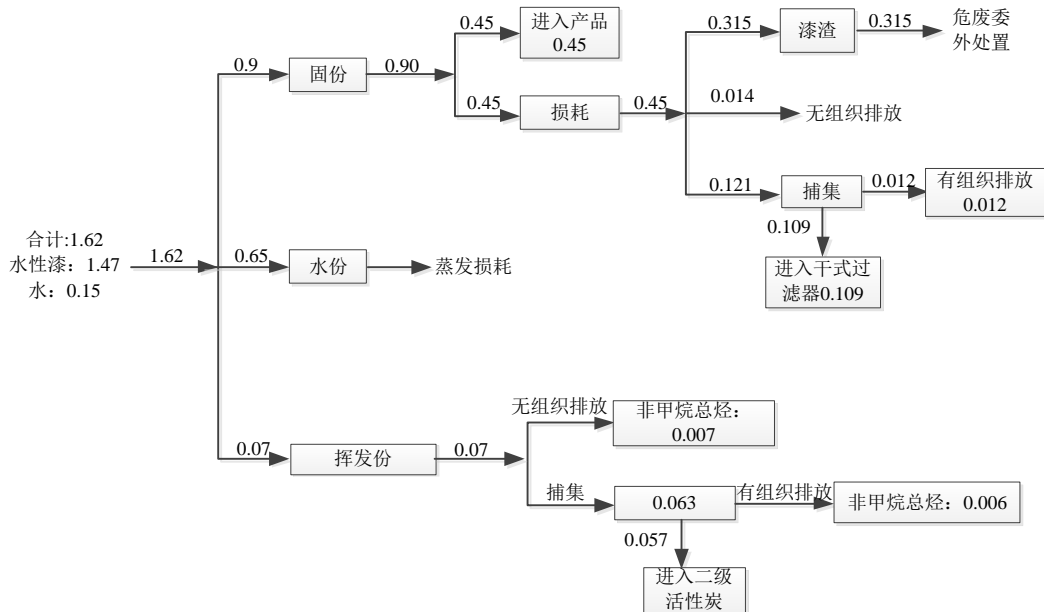 0.45
进入产品
0.45
0.315
漆渣
0.315
危废委
外处置
0.9
固份
0.90
0.45
损耗
0.45
0.014
无组织排放
0.121
捕集
0.012
有组织排放
0.012
0.109
进入干式过
滤器0.109
合计:1.62
水性漆：1.47
水：0.15
1.62
0.65
水份
蒸发损耗
0.07
挥发份
0.07
无组织排放
非甲烷总烃：
0.007
捕集
0.063
有组织排放
非甲烷总烃：0.006
0.057
进入二级
活性炭